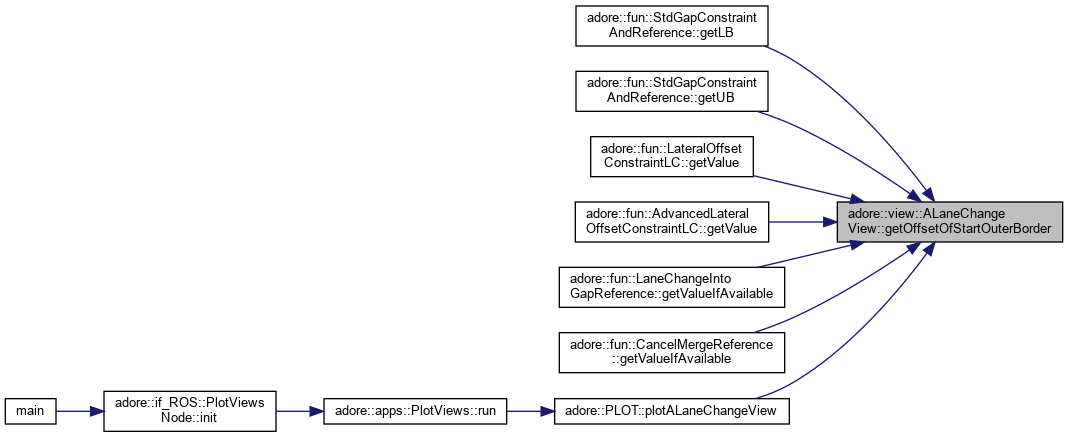 adore::fun::StdGapConstraint
AndReference::getLB
adore::fun::StdGapConstraint
AndReference::getUB
adore::fun::LateralOffset
ConstraintLC::getValue
adore::fun::AdvancedLateral
OffsetConstraintLC::getValue
adore::view::ALaneChange
View::getOffsetOfStartOuterBorder
adore::fun::LaneChangeInto
GapReference::getValueIfAvailable
adore::fun::CancelMergeReference
::getValueIfAvailable
main
adore::if_ROS::PlotViews
Node::init
adore::apps::PlotViews::run
adore::PLOT::plotALaneChangeView